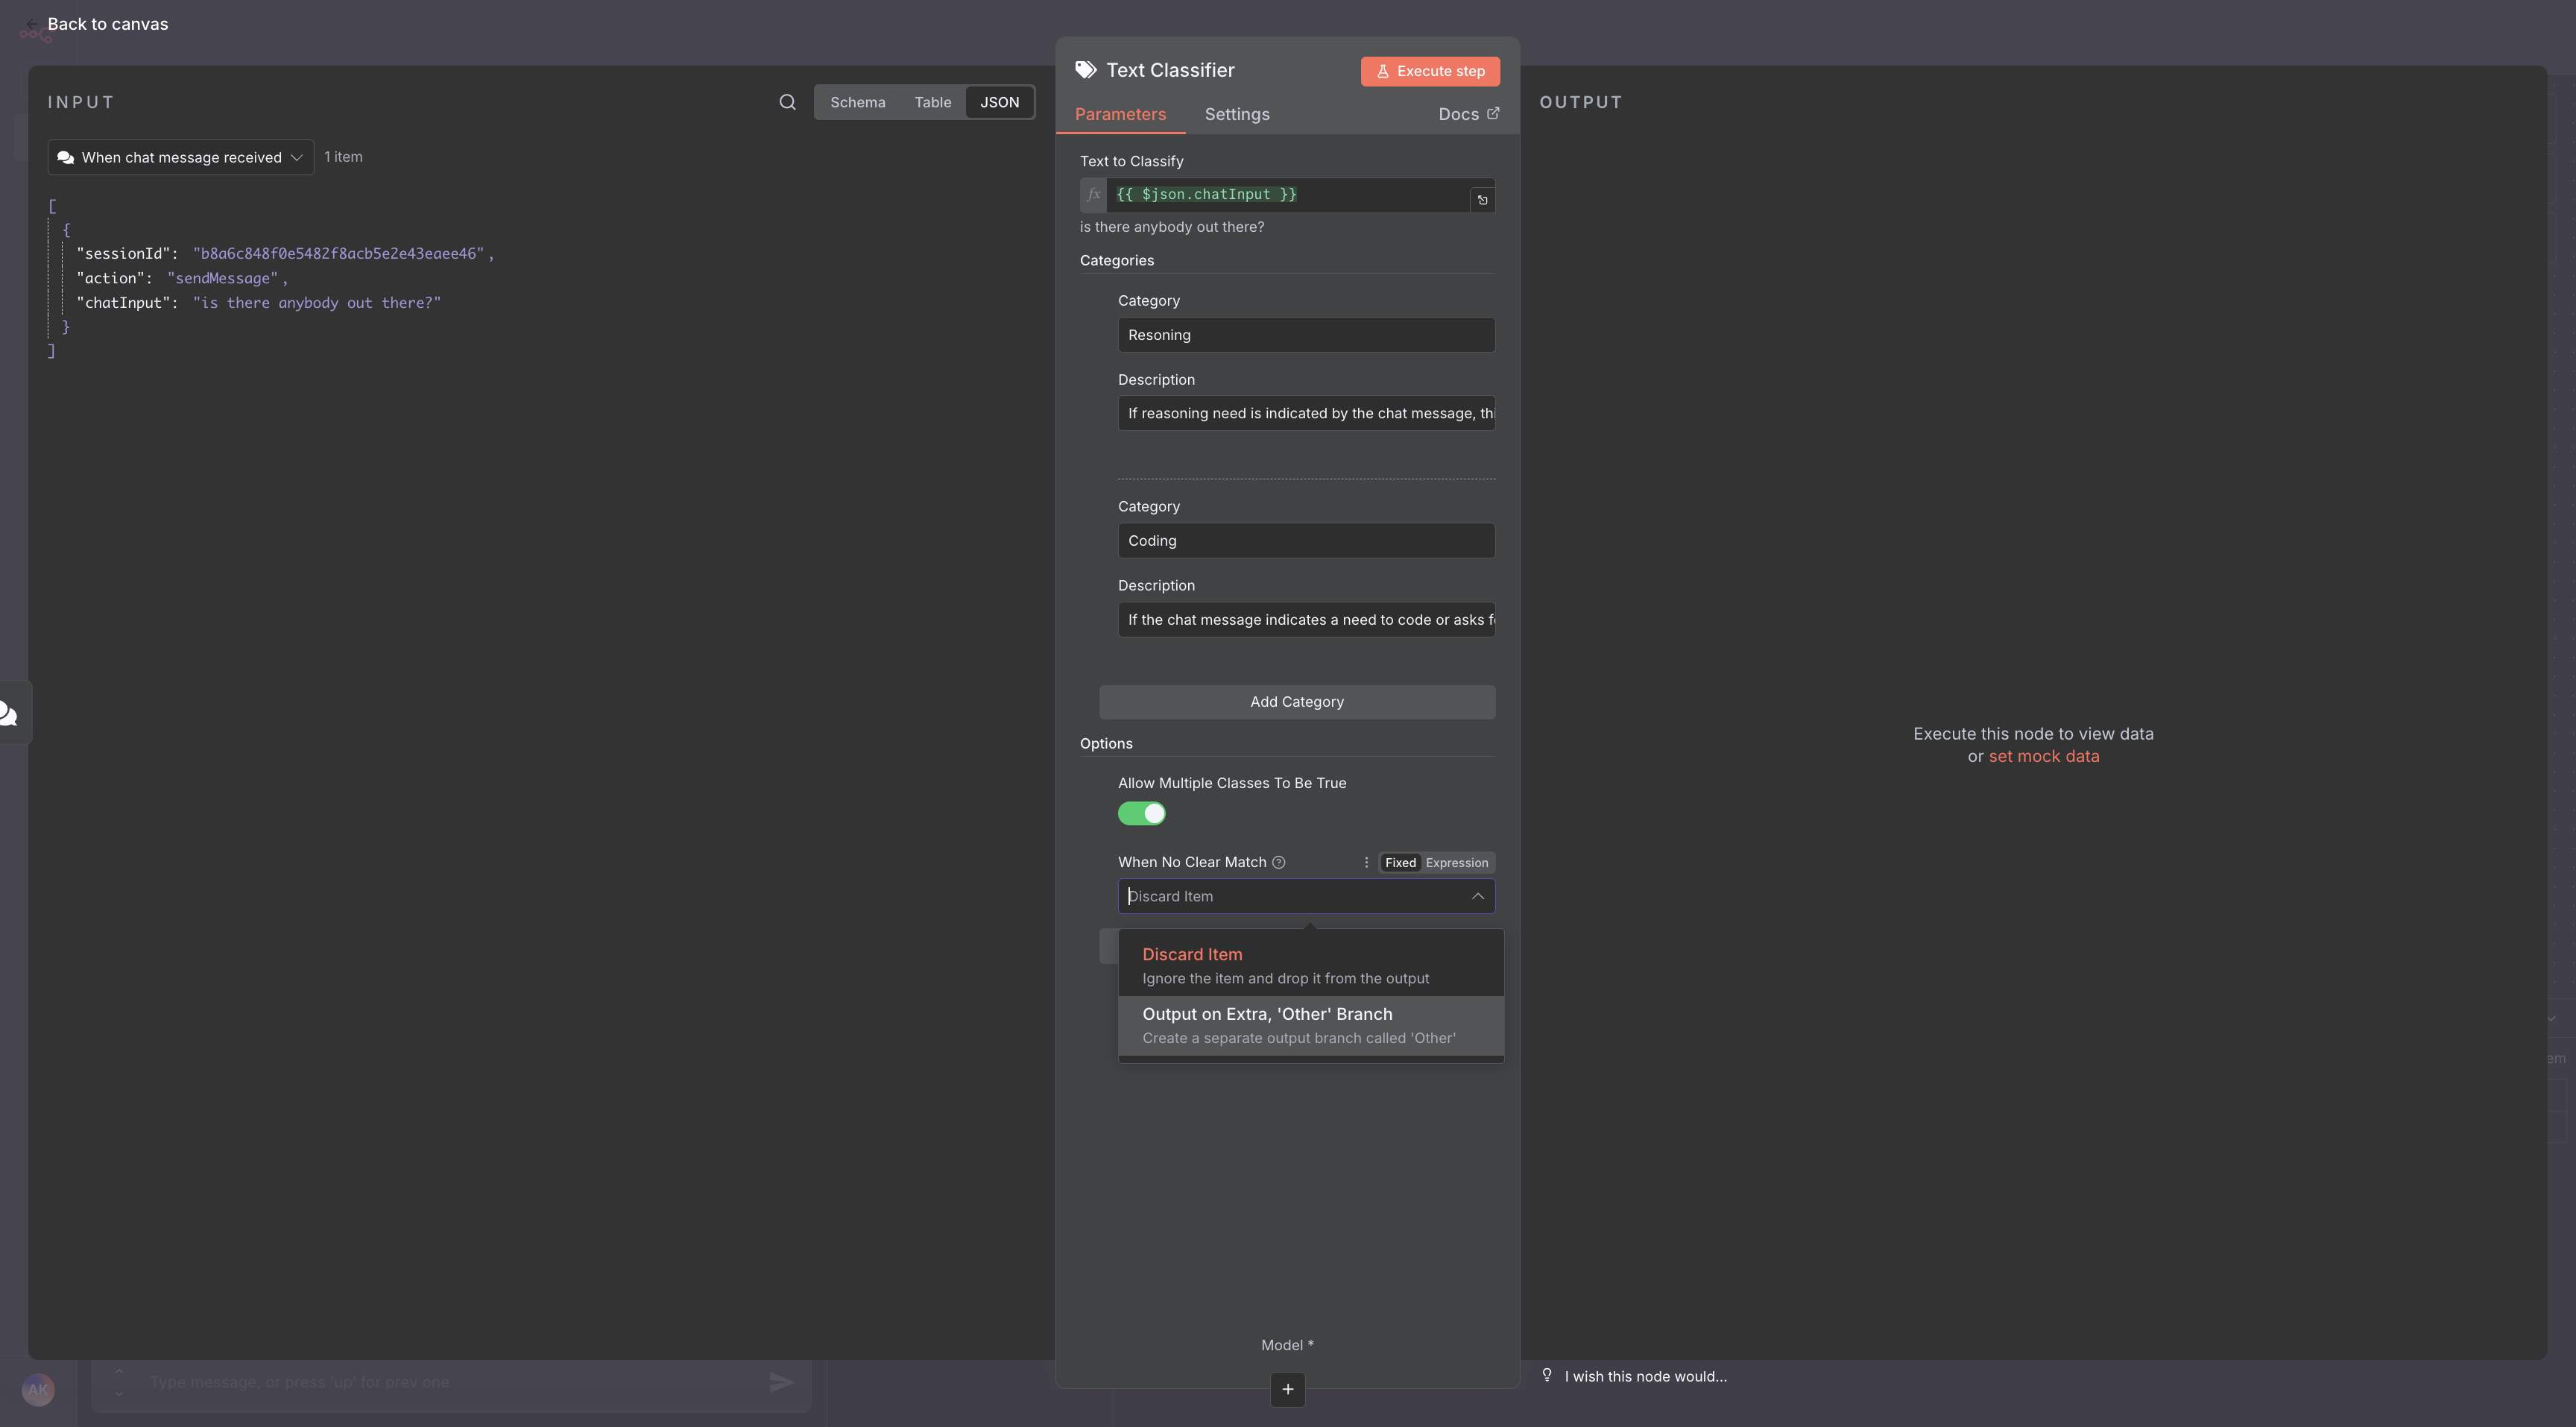 Back to canvas
INPUT
Schema Table JSON
When chat message received 1 item
[
{
"sessionId": "b8a6c848f0e5482f8acb5e2e43eaee46",
"action": "sendMessage",
"chatInput": "is there anybody out there?"
}
]
Text Classifier
Execute step
Parameters Settings Docs
Text to Classify
fx {{ $json.chatInput }}
is there anybody out there?
Categories
Category
Resoning
Description
If reasoning need is indicated by the chat message, thi
Category
Coding
Description
If the chat message indicates a need to code or asks f
Add Category
Options
Allow Multiple Classes To Be True
When No Clear Match Fixed Expression
Discard Item
Discard Item
Ignore the item and drop it from the output
Output on Extra, 'Other' Branch
Create a separate output branch called 'Other'
Model *
+
OUTPUT
Execute this node to view data
or set mock data
I wish this node would...
AK
Type message, or press 'up' for prev one
em